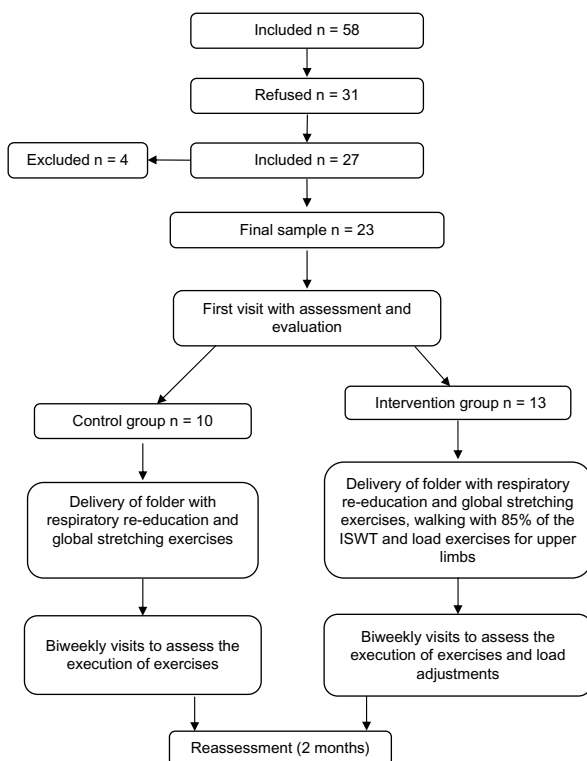 Included n = 58
Refused n = 31
Excluded n = 4
Included n = 27
Final sample n = 23
First visit with assessment and
evaluation
Control group n = 10
Intervention group n = 13
Delivery of folder with
respiratory re-education and
global stretching exercises
Delivery of folder with respiratory
re-education and global stretching
exercises, walking with 85% of the
ISWT and load exercises for upper
limbs
Biweekly visits to assess the
execution of exercises
Biweekly visits to assess the
execution of exercises and load
adjustments
Reassessment (2 months)